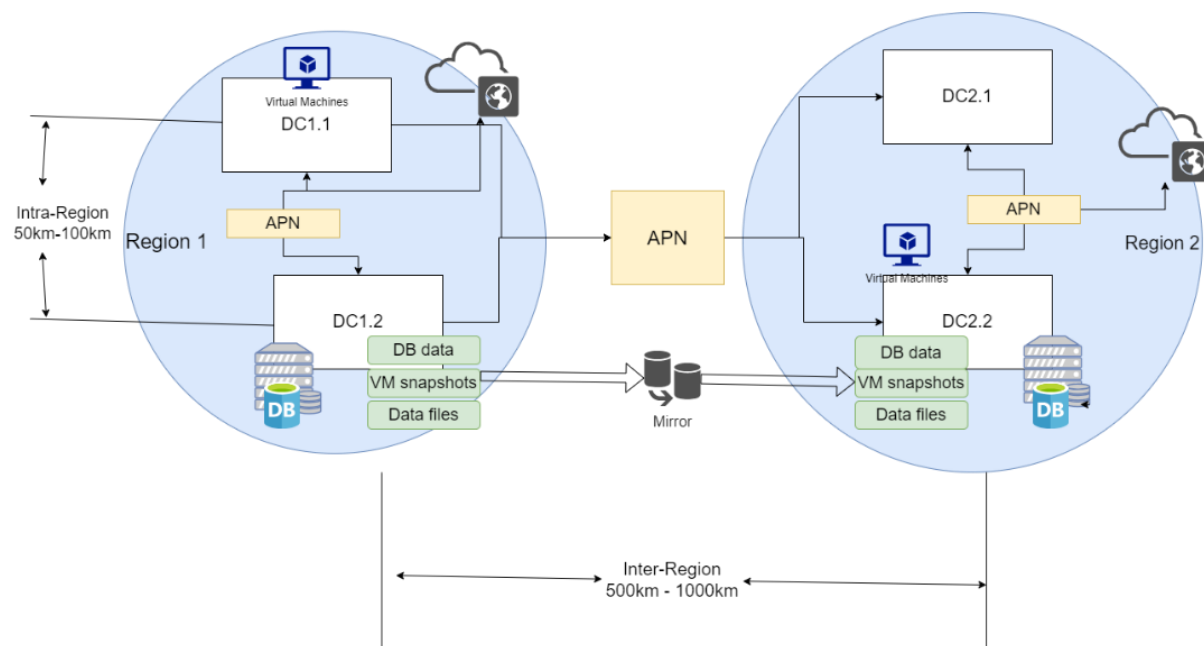 Virtual Machines
DC1.1
Intra-Region
50km-100km
APN
Region 1
DC1.2
DB data
VM snapshots
Data files
DB
APN
Mirror
DC2.1
APN
Region 2
Virtual Machines
DC2.2
DB data
VM snapshots
Data files
DB
Inter-Region
500km - 1000km